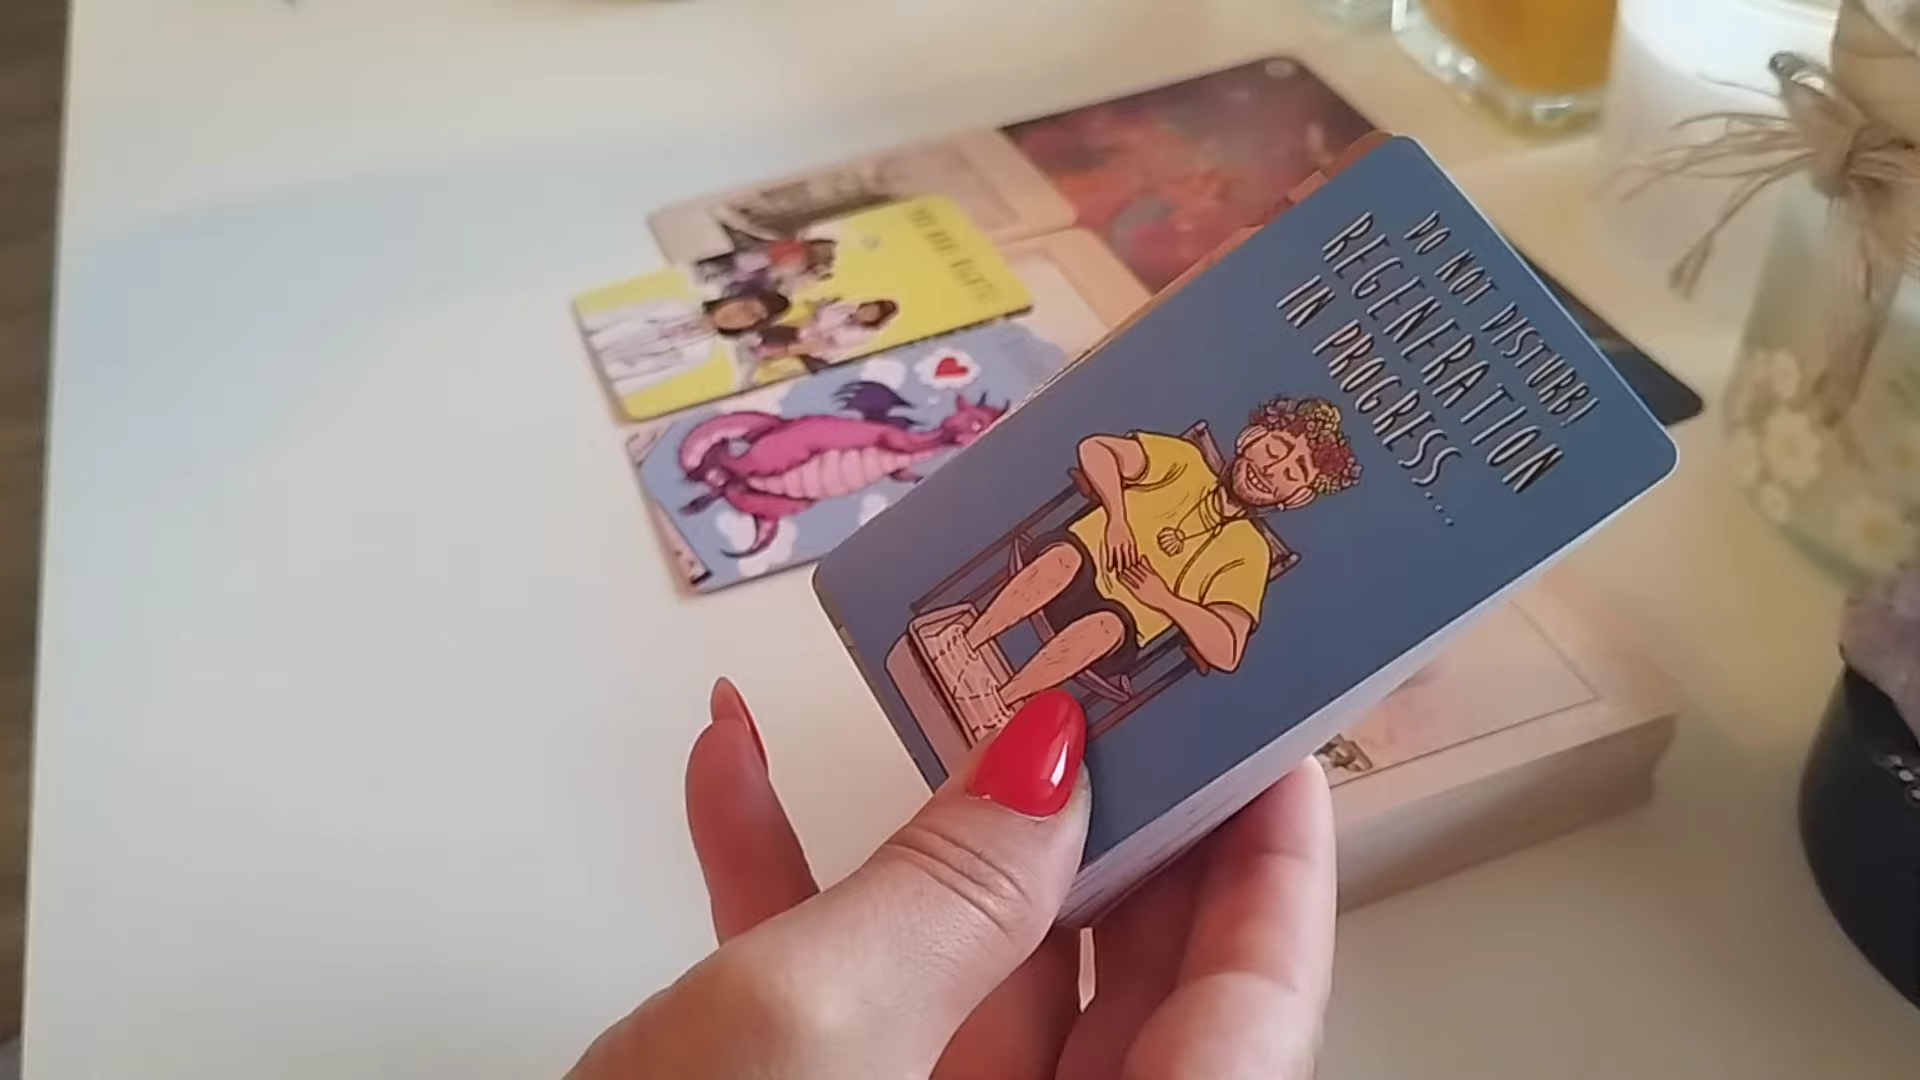 DO NOT DISTURB!
REGENERATION
IN PROGRESS...